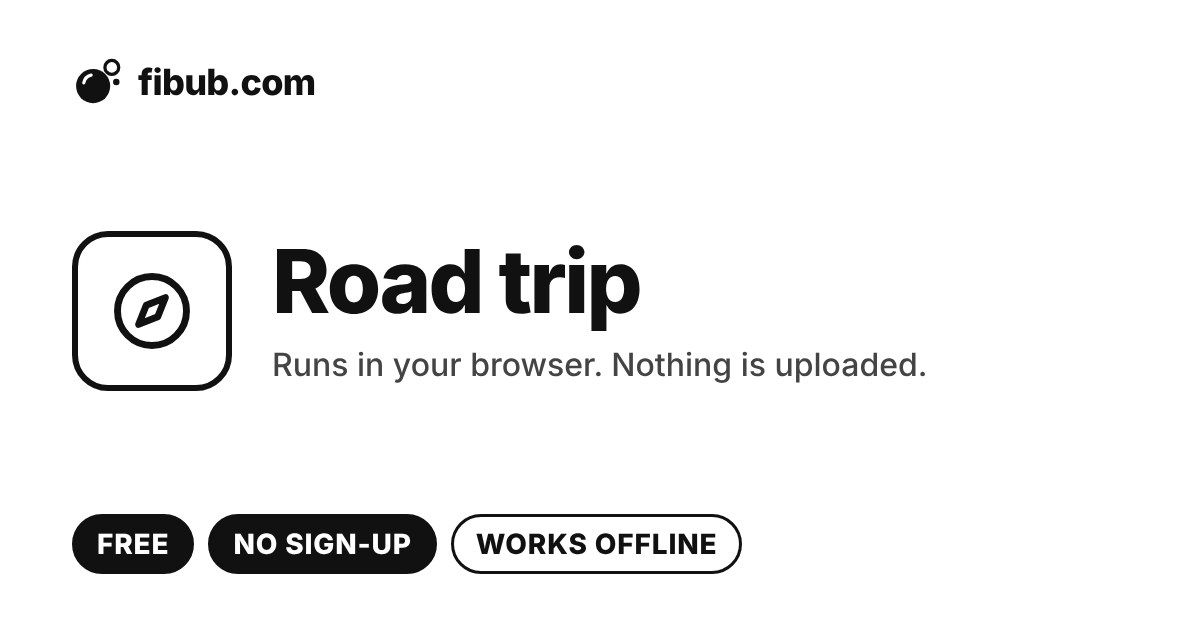 fibub.com
Road trip
Runs in your browser. Nothing is uploaded.
FREE NO SIGN-UP WORKS OFFLINE